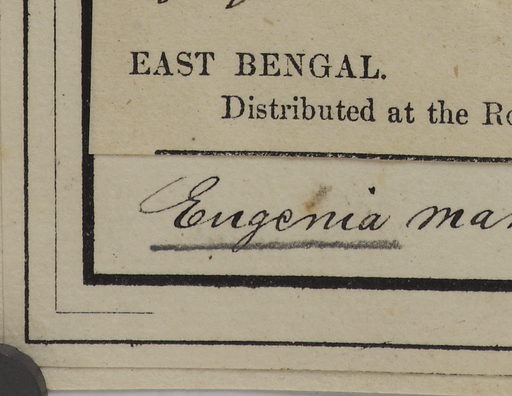 EAST BENGAL.
Distributed at the
Eugenia